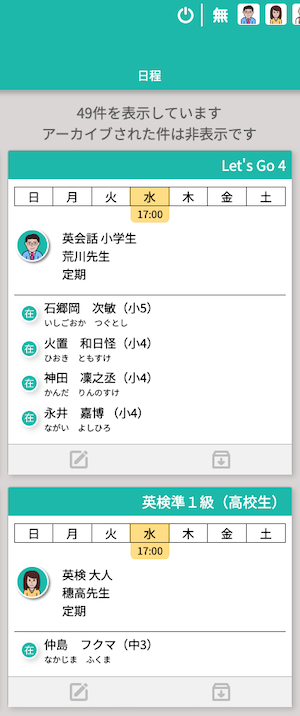 無
日程
49件を表示しています
アーカイブされた件は非表示です
Let's Go 4
日 月 火 水 木 金 土
17:00
英会話 小学生
荒川先生
定期
在 石郷岡　次敏（小5）
いしごおか　つぐとし
在 火置　和日怪（小4）
ひおき　ともすけ
在 神田　凜之丞（小4）
かんだ　りんのすけ
在 永井　嘉博 （小4）
ながい　よしひろ
英検準１級（高校生）
日 月 火 水 木 金 土
17:00
英検 大人
穂高先生
定期
在 仲島　フクマ（中3）
なかじま　ふくま